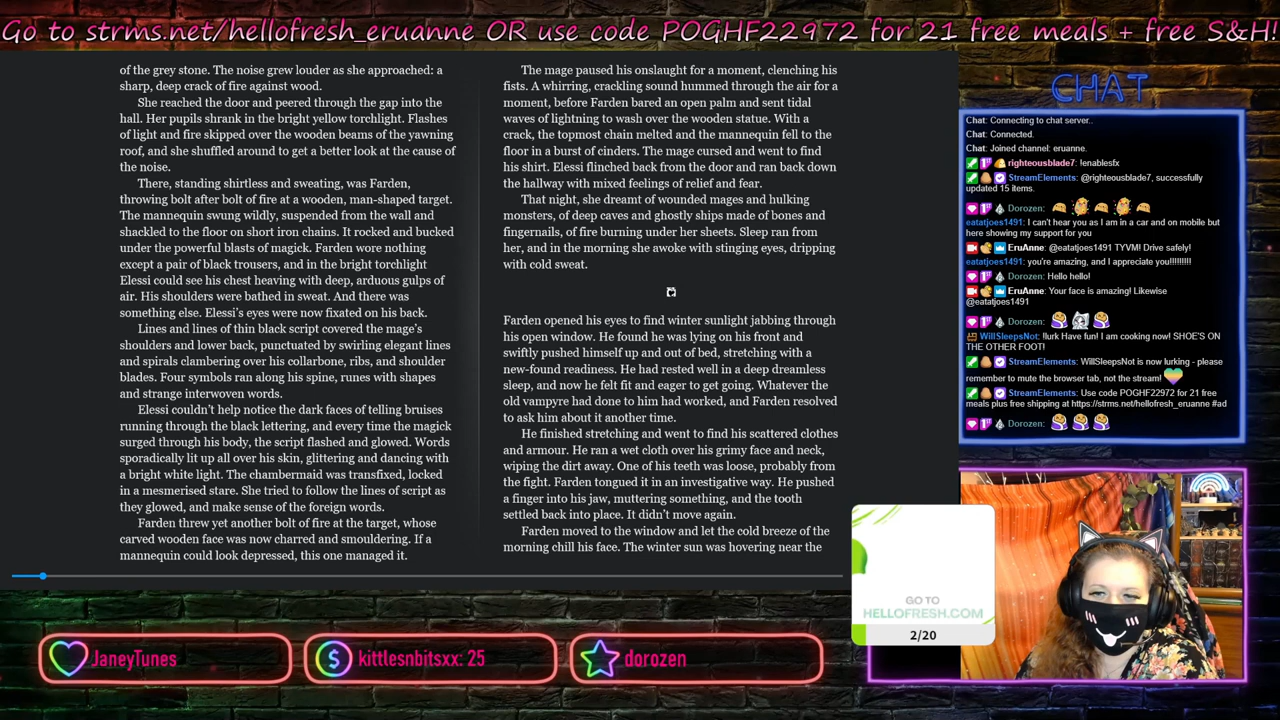 Go to strms.net/hellofresh_eruanne OR use code POGHF22972 for 21 free meals + free S&H!
of the grey stone. The noise grew louder as she approached: a
sharp, deep crack of fire against wood.
She reached the door and peered through the gap into the
hall. Her pupils shrank in the bright yellow torchlight. Flashes
of light and fire skipped over the wooden beams of the yawning
roof, and she shuffled around to get a better look at the cause of
the noise.
There, standing shirtless and sweating, was Farden,
throwing bolt after bolt of fire at a wooden, man-shaped target.
The mannequin swung wildly, suspended from the wall and
shackled to the floor on short iron chains. It rocked and kicked
under the powerful blasts of magick. Farden wore nothing
except a pair of black trousers, and in the bright torchlight
Elessi could see his chest heaving with deep, arduous gulps of
air. His shoulders were bathed in sweat. And there was
something else. Elessi's eyes were now fixated on his back.
Lines and lines of thin black script covered the mage's
shoulders and lower back, punctuated by swirling elegant lines
and spirals clambering over his collarbone, ribs, and shoulder
blades. Four symbols ran along his spine, runes with shapes
and strange interwoven words.
Elessi couldn't help notice the dark faces of telling bruises
running through the black lettering, and every time the magick
surged through his body, the script flashed and glowed. Words
sporadically lit up all over his skin, glittering and dancing with
a bright white light. The chambermaid was transfixed, locked
in a mesmerised stare. She tried to follow the lines of script as
they glowed, and make sense of the foreign words.
Farden threw yet another bolt of fire at the target, whose
carved wooden face was now charred and smouldering. If a
mannequin could look depressed, this one managed it.
The mage paused his onslaught for a moment, clenching his
fists. A whirring, crackling sound hummed through the air for a
moment, before Farden bared an open palm and sent tidal
waves of lightning to wash over the wooden statue. With a
crack, the topmost chain melted and the mannequin fell to the
floor in a burst of cinders. The mage cursed and went to find
his shirt. Elessi flinched back from the door and ran back down
the hallway with mixed feelings of relief and fear.
That night, she dreamt of wounded mages and hulking
monsters, of deep caves and ghostly ships made of bones and
fingernails, of fire burning under her sheets. Sleep ran from
her, and in the morning she awoke with stinging eyes, dripping
with cold sweat.
Farden opened his eyes to find winter sunlight jabbing through
his open window. He found he was lying on his front and
swiftly pushed himself up and out of bed, stretching with a
new-found readiness. He had rested well in a deep dreamless
sleep, and now he felt fit and eager to get going. Whatever the
old vampyre had done to him had worked, and Farden resolved
to ask him about it another time.
He finished stretching and went to find his scattered clothes
and armour. He ran a wet cloth over his grimy face and neck,
wiping the dirt away. One of his teeth was loose, probably from
the fight. Farden tongued it in an investigative way. He pushed
a finger into his jaw, muttering something, and the tooth
settled back into place. It didn't move again.
Farden moved to the window and let the cold breeze of the
morning chill his face. The winter sun was hovering near the
CHAT
Chat: Connecting to chat server..
Chat: Connected.
Chat: Joined channel: eruanne.
righteousblade7: !enablesfx
StreamElements: @righteousblade7, successfully
updated 15 items.
Dorozen:
eatatjoes1491: I can't hear you as I am in a car and on mobile but
here showing my support for you
EruAnne: @eatatjoes1491 TYVM! Drive safely!
eatatjoes1491: you're amazing, and I appreciate you!!!!!!!!!
Dorozen: Hello hello!
EruAnne: Your face is amazing! Likewise
@eatatjoes1491
Dorozen:
WillSleepsNot: !lurk Have fun! I am cooking now! SHOE'S ON
THE OTHER FOOT!
StreamElements: WillSleepsNot is now lurking - please
remember to mute the browser tab, not the stream!
StreamElements: Use code POGHF22972 for 21 free
meals plus free shipping at https://strms.net/hellofresh_eruanne #ad
Dorozen:
GO TO
HELLOFRESH.COM
2/20
JaneyTunes
kittlesnbitsxx: 25
dorozen